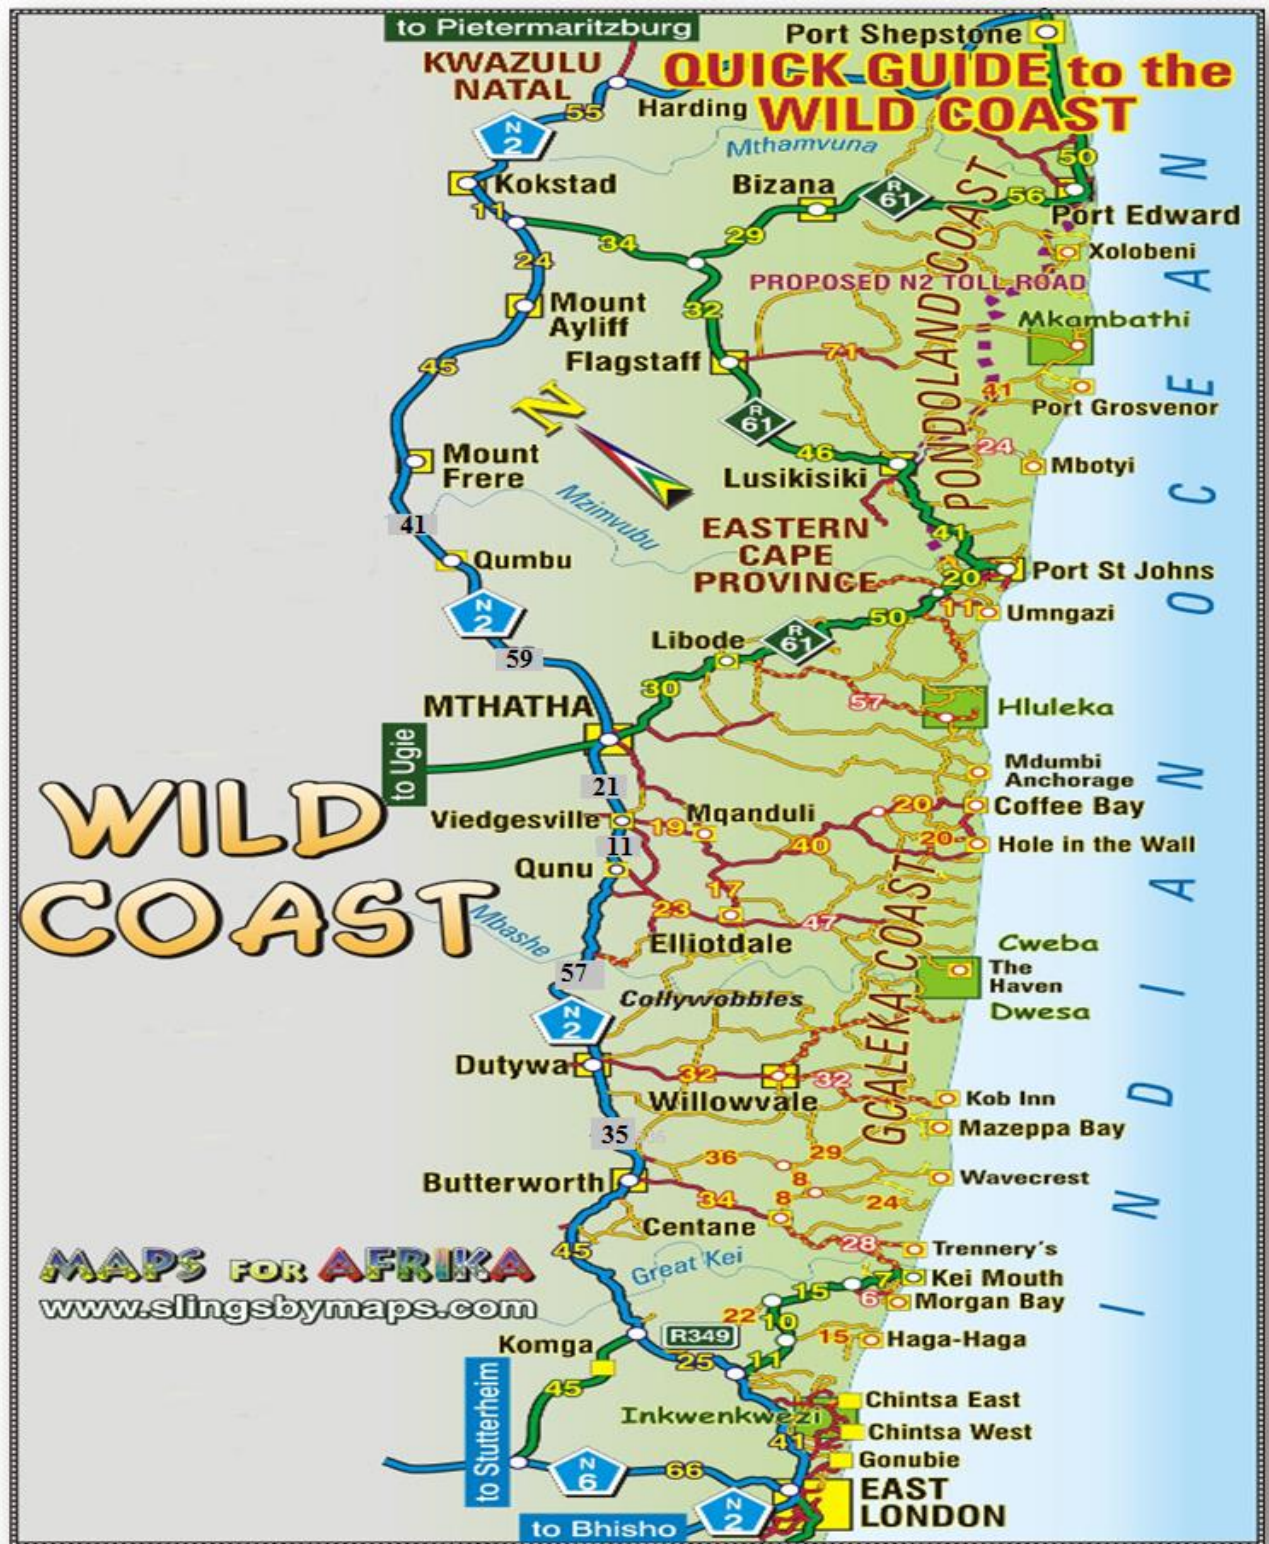 to Pietermaritzburg
Port Shepstone
KWAZULU
NATAL
QUICK GUIDE to the
WILD COAST
Harding
55
N
2
Mthamvuna
50
Kokstad
Bizana
R
61
56
11
Port Edward
29
34
24
Xolobeni
PROPOSED N2 TOLL ROAD
Mount
Ayliff
32
Mkambathi
PONDOLAND COAST
Flagstaff
71
45
41
Port Grosvenor
R
61
N
Mount
Frere
46
24
Lusikisiki
Mbotyi
Mzimvubu
41
EASTERN
CAPE
PROVINCE
41
Qumbu
Port St Johns
20
N
2
50
11
Umngazi
Libode
R
61
59
30
57
MTHATHA
Hluleka
to Ugie
Mdumbi
Anchorage
21
WILD
COAST
Viedgesville
19
Mqanduli
20
Coffee Bay
11
40
20
Hole in the Wall
Qunu
17
23
47
Elliotdale
GCALEKA COAST
Mbashe
Cweba
The
Haven
Dwesa
57
Collywobbles
N
2
Dutywa
32
32
Willowvale
Kob Inn
Mazeppa Bay
35
36
29
8
Butterworth
34
8
24
Wavecrest
Centane
45
28
Trennery's
Great Kei
MAPS FOR AFRIKA
www.slingsbymaps.com
15
7
Kei Mouth
6
Morgan Bay
22
10
Komga
R349
15
Haga-Haga
25
11
45
to Stutterheim
Inkwenkwezi
Chintsa East
Chintsa West
41
Gonubie
N
6
66
EAST
LONDON
N
2
to Bhisho
INDIAN OCEAN